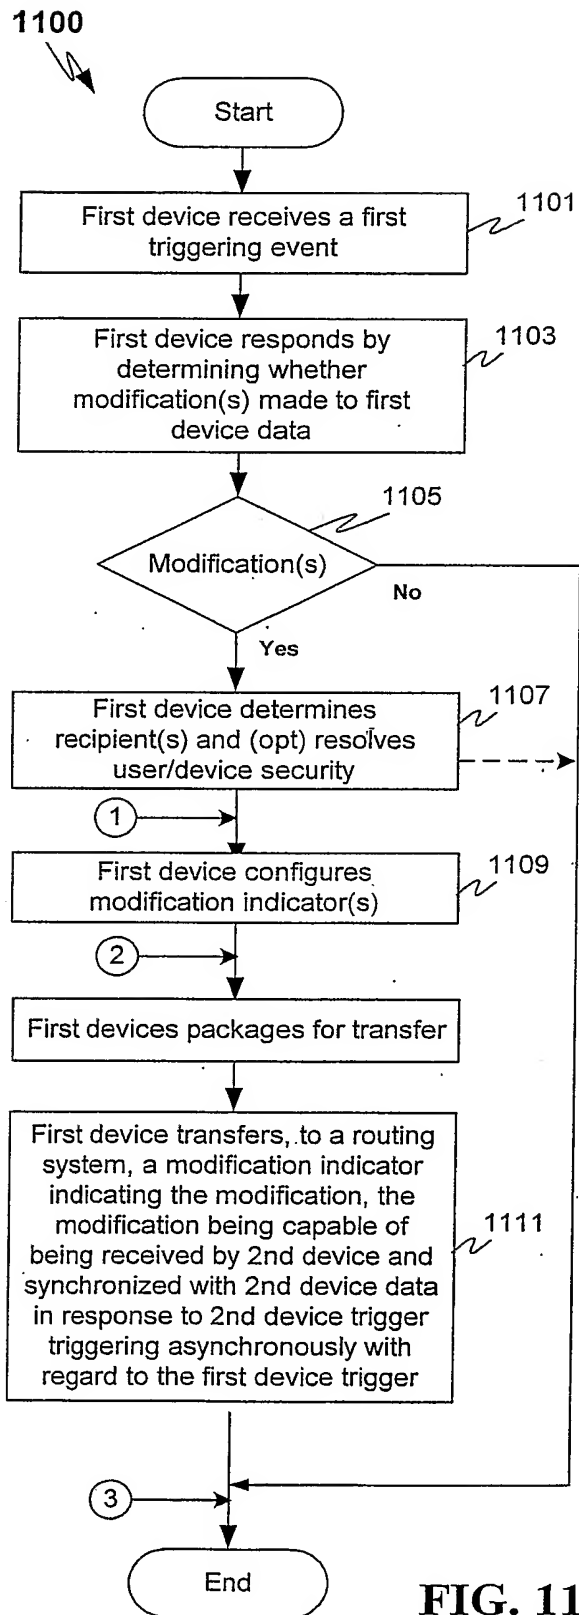 1100
Start
First device receives a first
triggering event
1101
First device responds by
determining whether
modification(s) made to first
device data
1103
1105
Modification(s)
No
Yes
First device determines
recipient(s) and (opt) resolves
user/device security
1107
1
First device configures
modification indicator(s)
1109
2
First devices packages for transfer
First device transfers, to a routing
system, a modification indicator
indicating the modification, the
modification being capable of
being received by 2nd device and
synchronized with 2nd device data
in response to 2nd device trigger
triggering asynchronously with
regard to the first device trigger
1111
3
End
FIG. 11